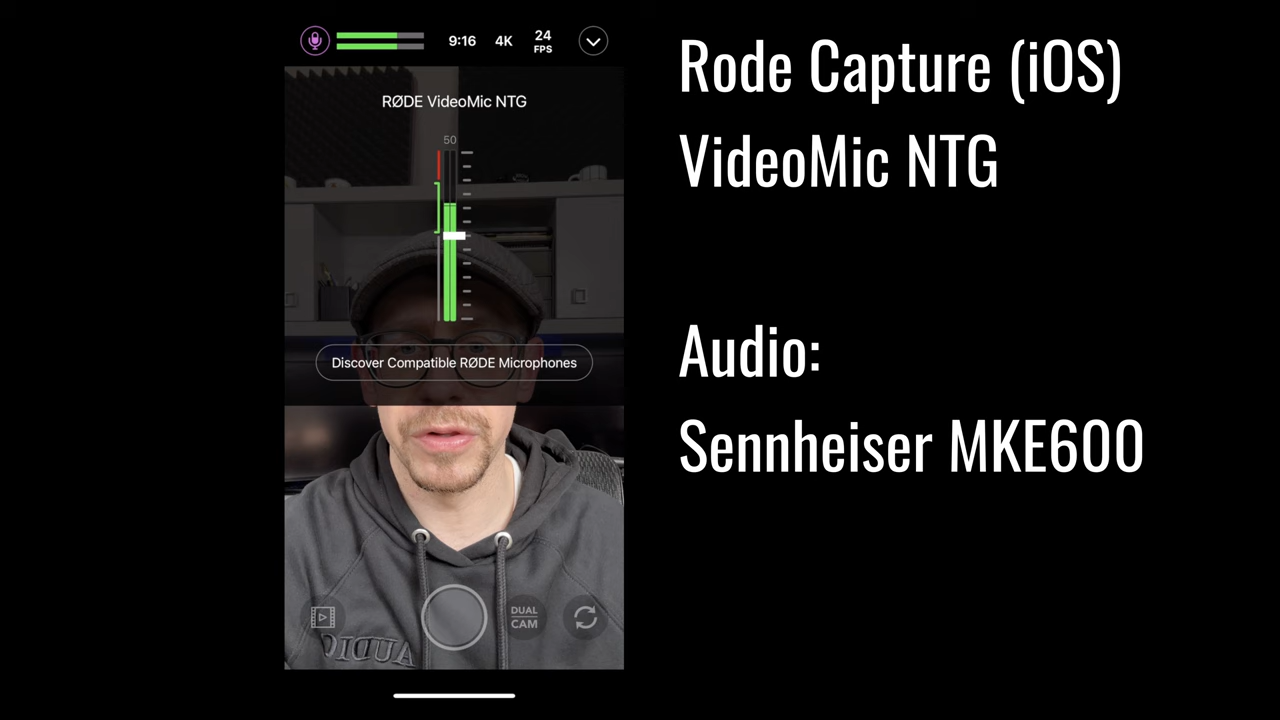 9:16 4K 24 FPS
RØDE VideoMic NTG
50
Discover Compatible RØDE Microphones
DUAL CAM
AUDIO
Rode Capture (iOS)
VideoMic NTG
Audio:
Sennheiser MKE600